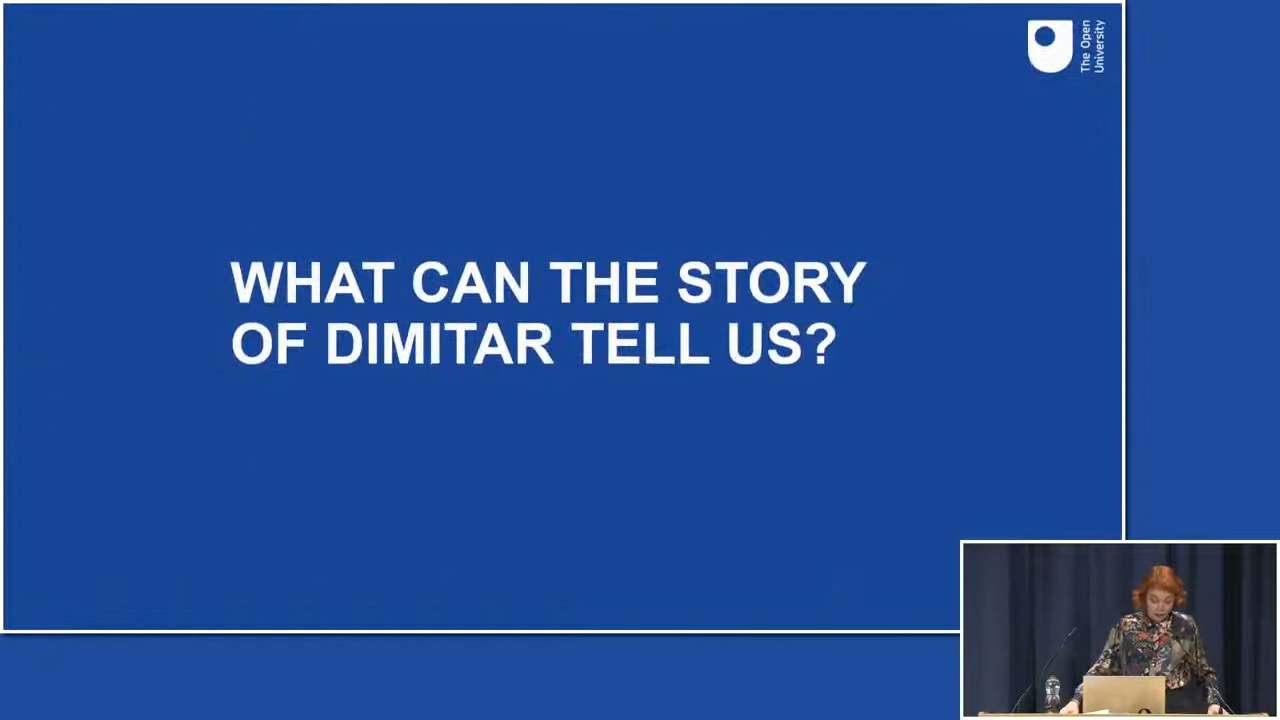 The Open
University
WHAT CAN THE STORY
OF DIMITAR TELL US?